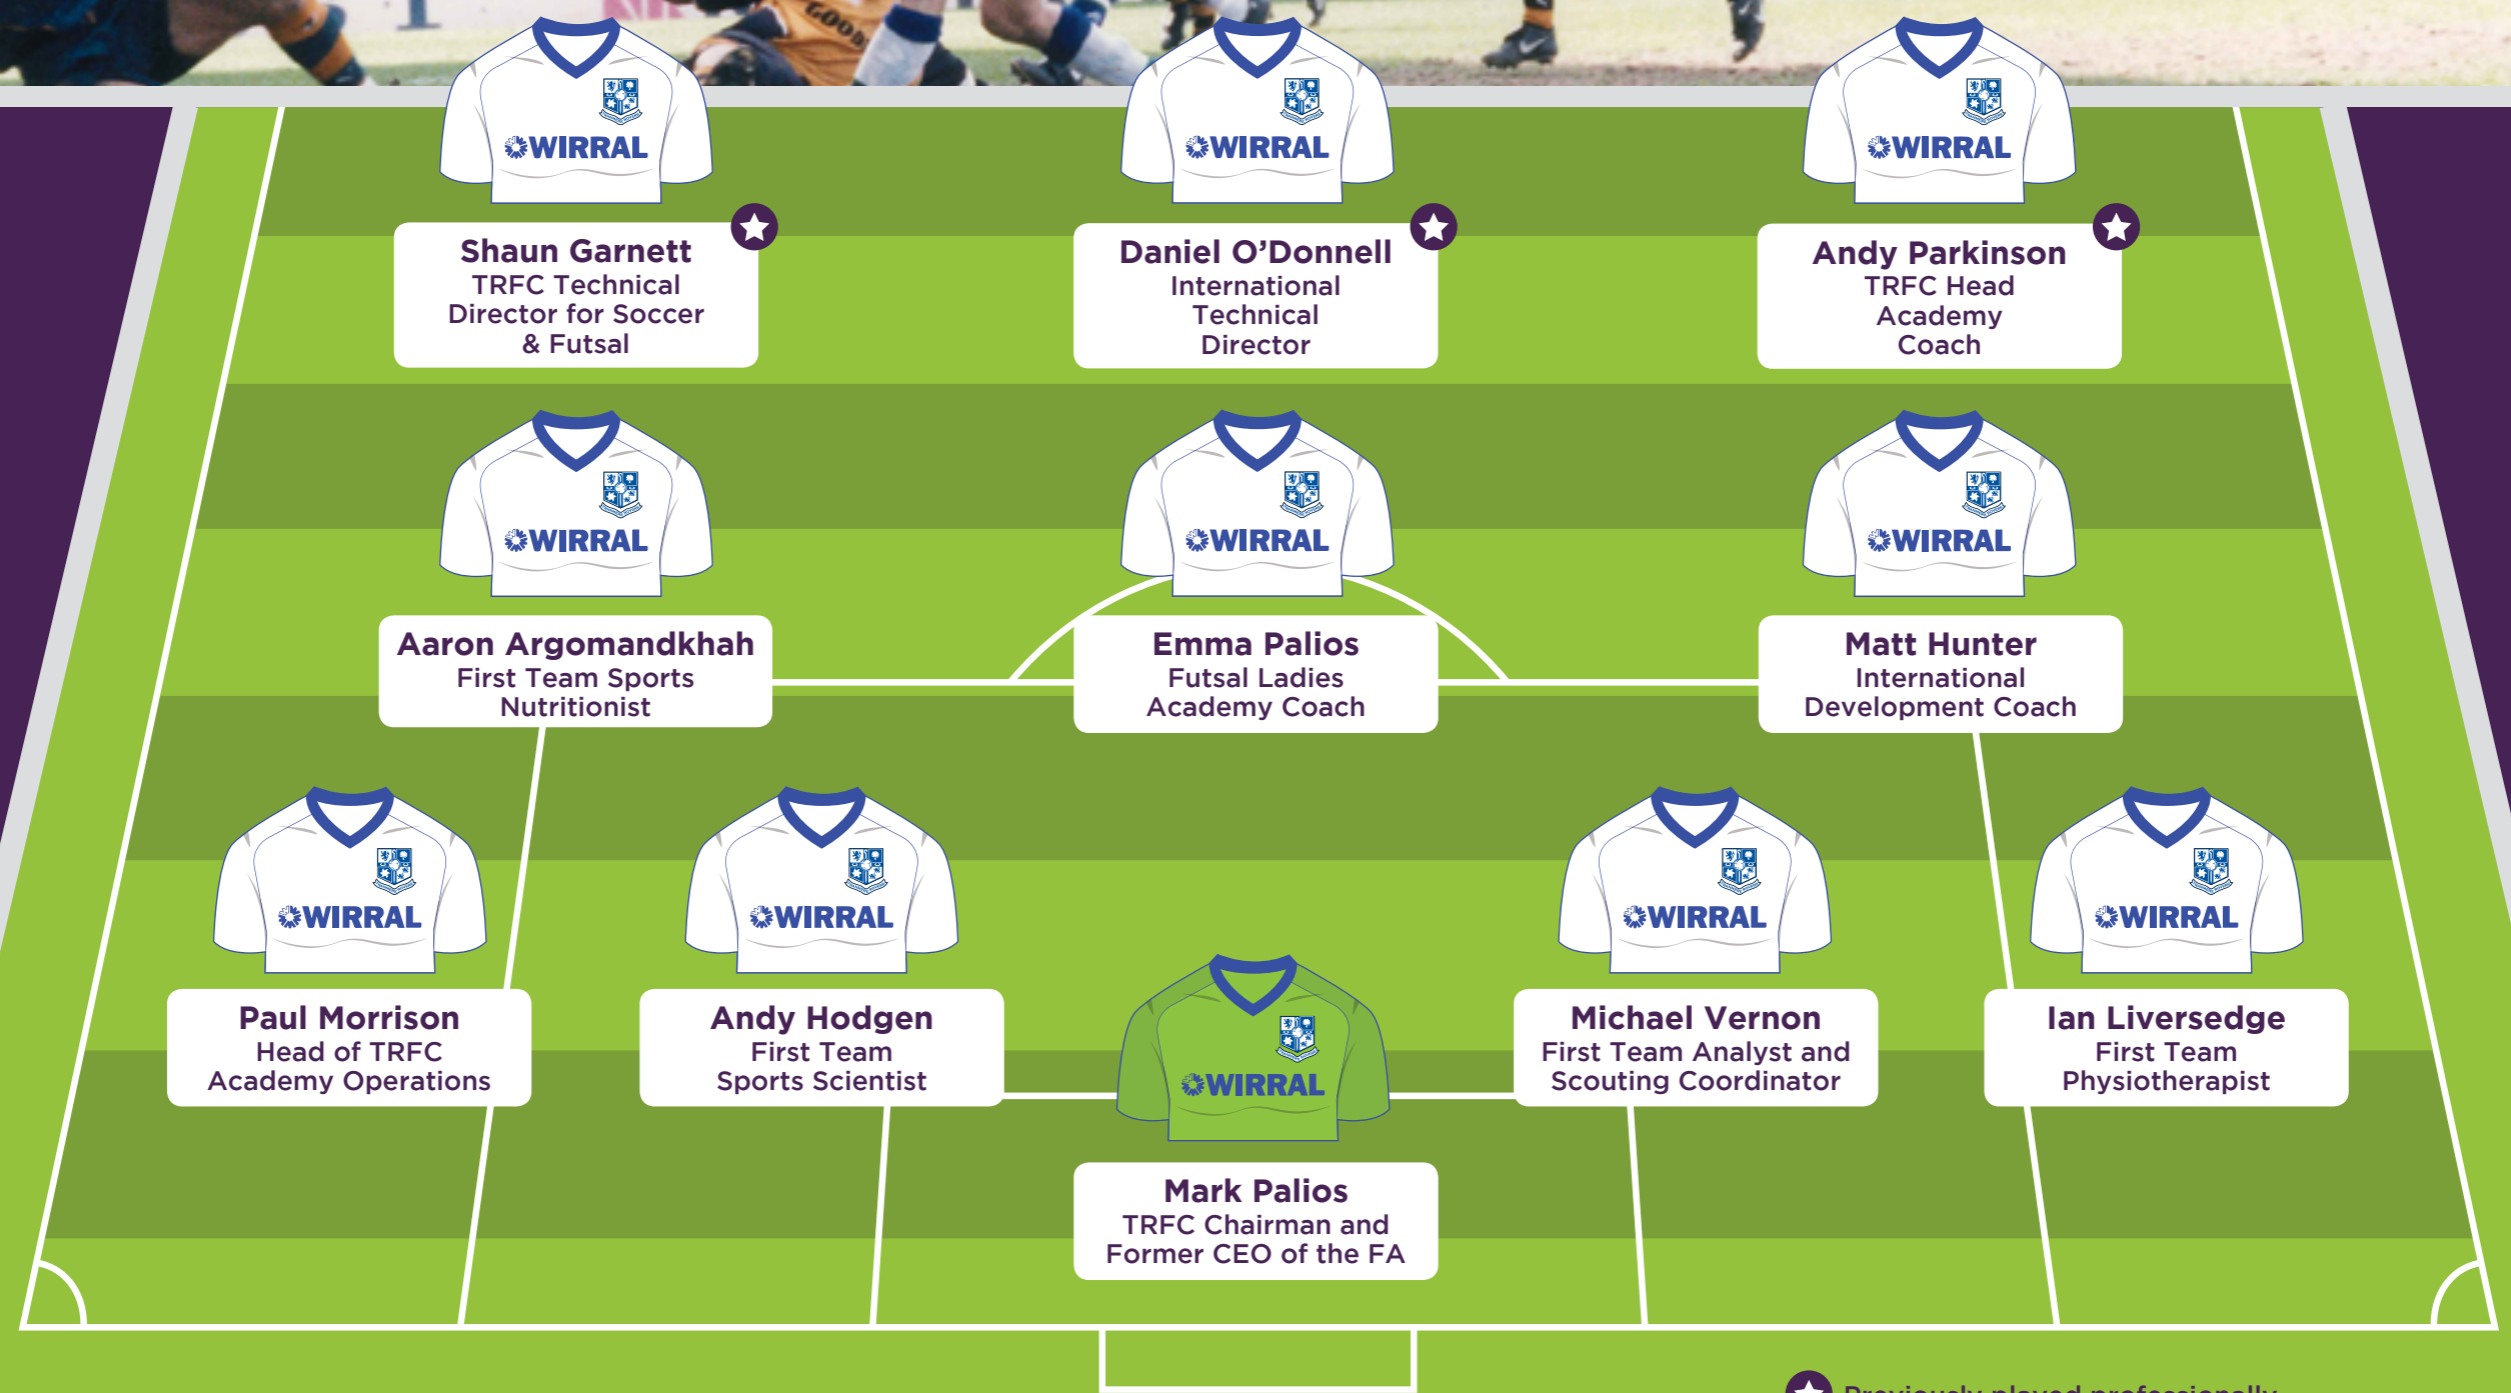 GOOD
WIRRAL
WIRRAL
WIRRAL
Shaun Garnett
TRFC Technical
Director for Soccer
& Futsal
Daniel O’Donnell
International
Technical
Director
Andy Parkinson
TRFC Head
Academy
Coach
WIRRAL
WIRRAL
WIRRAL
Aaron Argomandkhah
First Team Sports
Nutritionist
Emma Palios
Futsal Ladies
Academy Coach
Matt Hunter
International
Development Coach
WIRRAL
WIRRAL
WIRRAL
WIRRAL
Paul Morrison
Head of TRFC
Academy Operations
Andy Hodgen
First Team
Sports Scientist
Michael Vernon
First Team Analyst and
Scouting Coordinator
Ian Liversedge
First Team
Physiotherapist
WIRRAL
Mark Palios
TRFC Chairman and
Former CEO of the FA
Previously played professionally